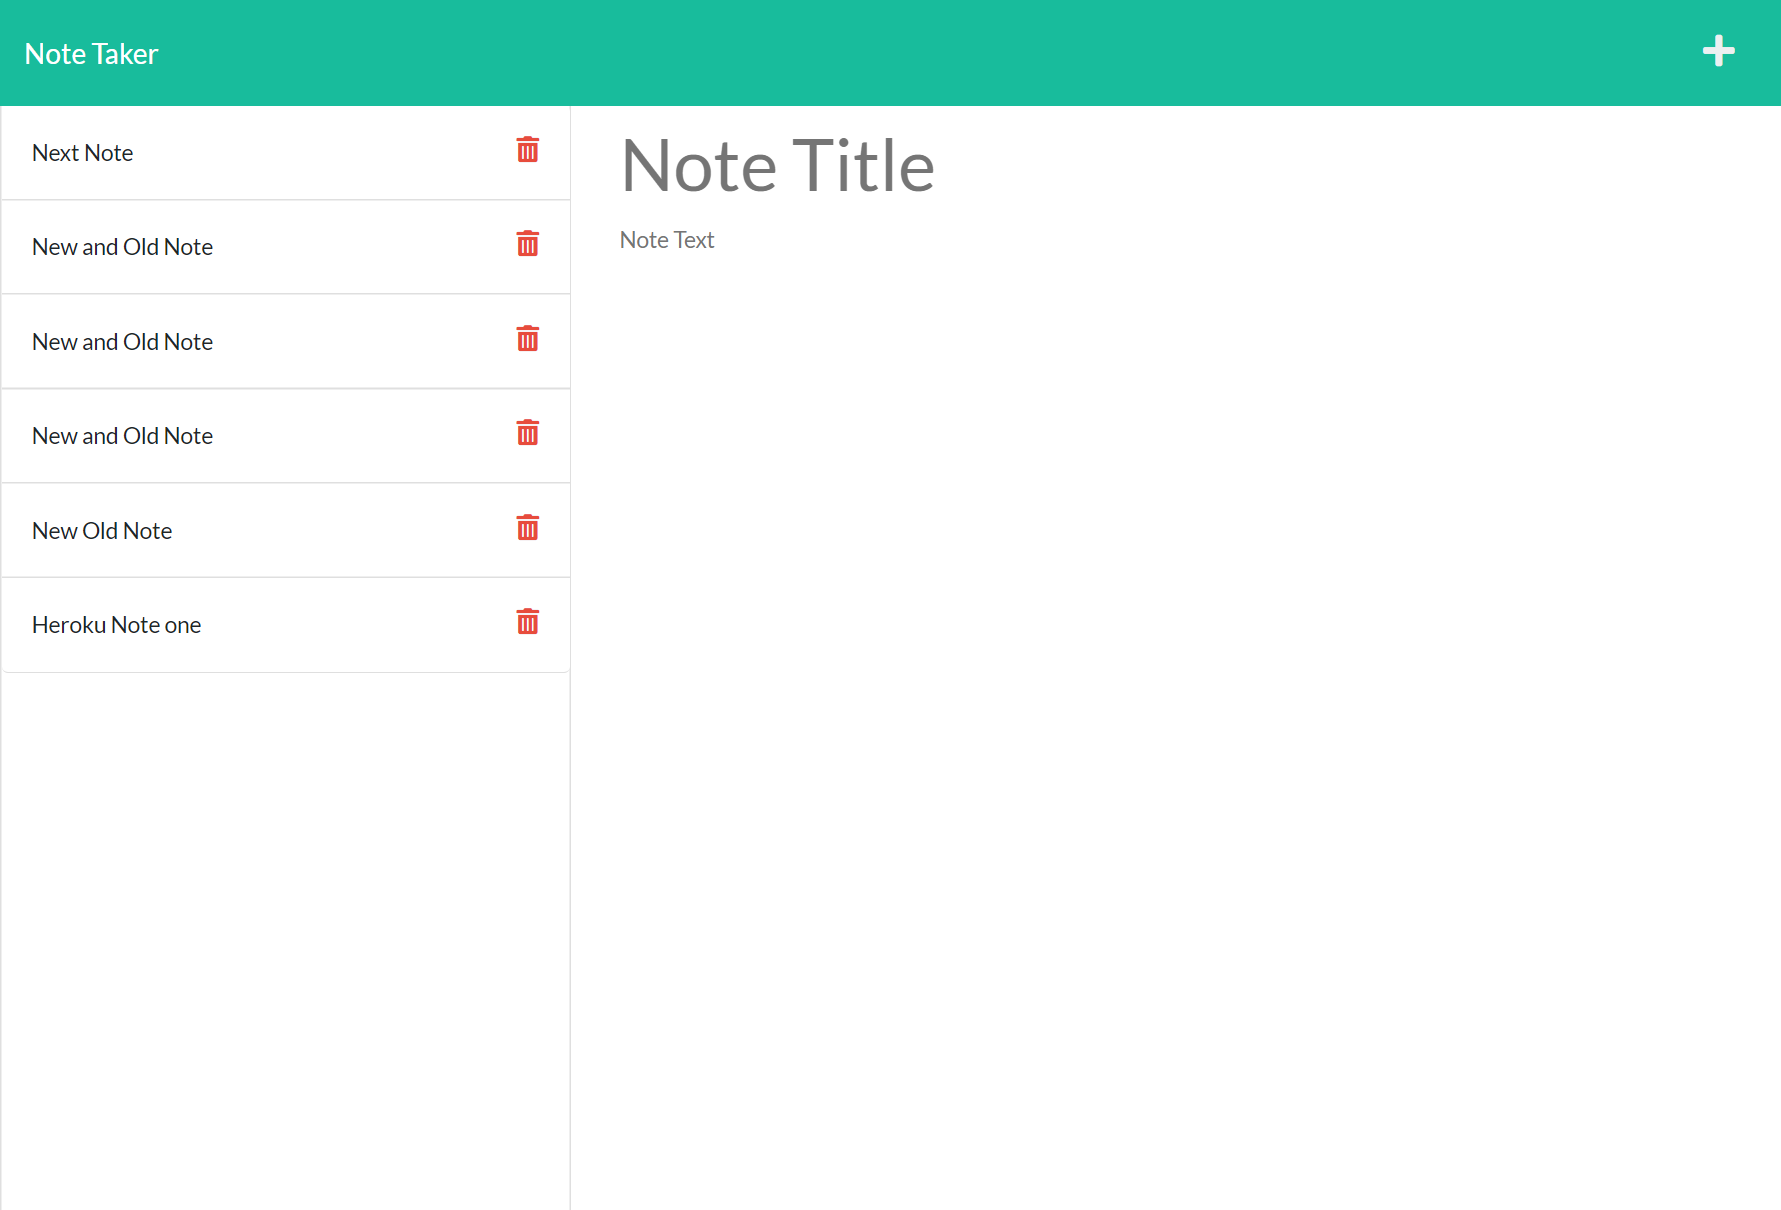 Note Taker
Next Note
New and Old Note
New and Old Note
New and Old Note
New Old Note
Heroku Note one
Note Title
Note Text